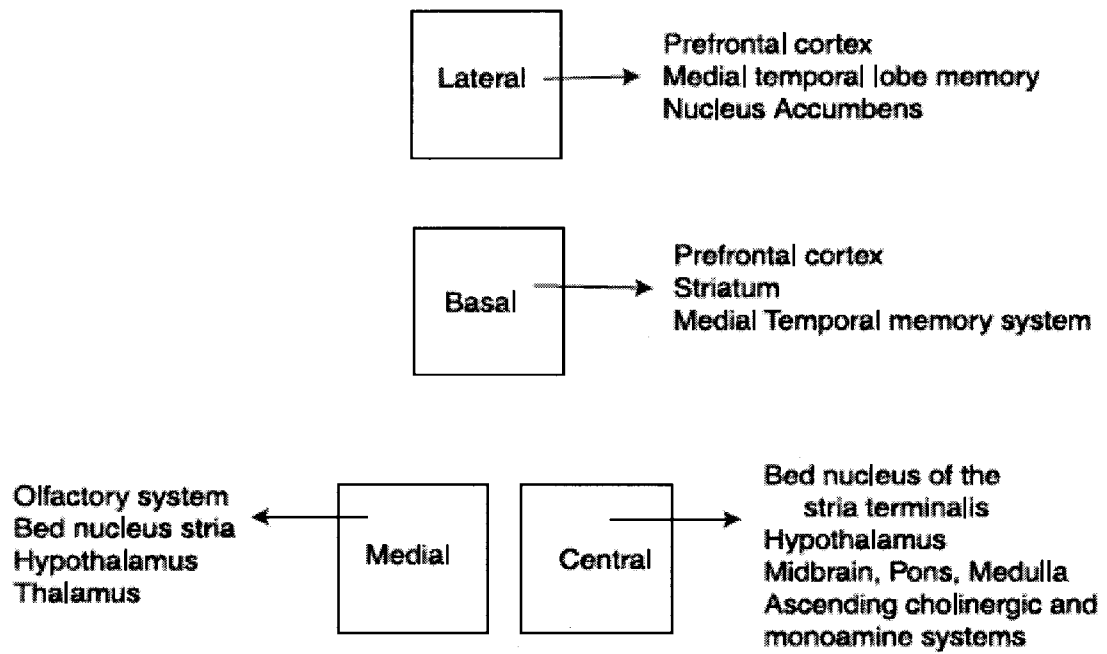 Lateral
Prefrontal cortex
Medial temporal lobe memory
Nucleus Accumbens
Basal
Prefrontal cortex
Striatum
Medial Temporal memory system
Olfactory system
Bed nucleus stria
Hypothalamus
Thalamus
Medial
Central
Bed nucleus of the
stria terminalis
Hypothalamus
Midbrain, Pons, Medulla
Ascending cholinergic and
monoamine systems